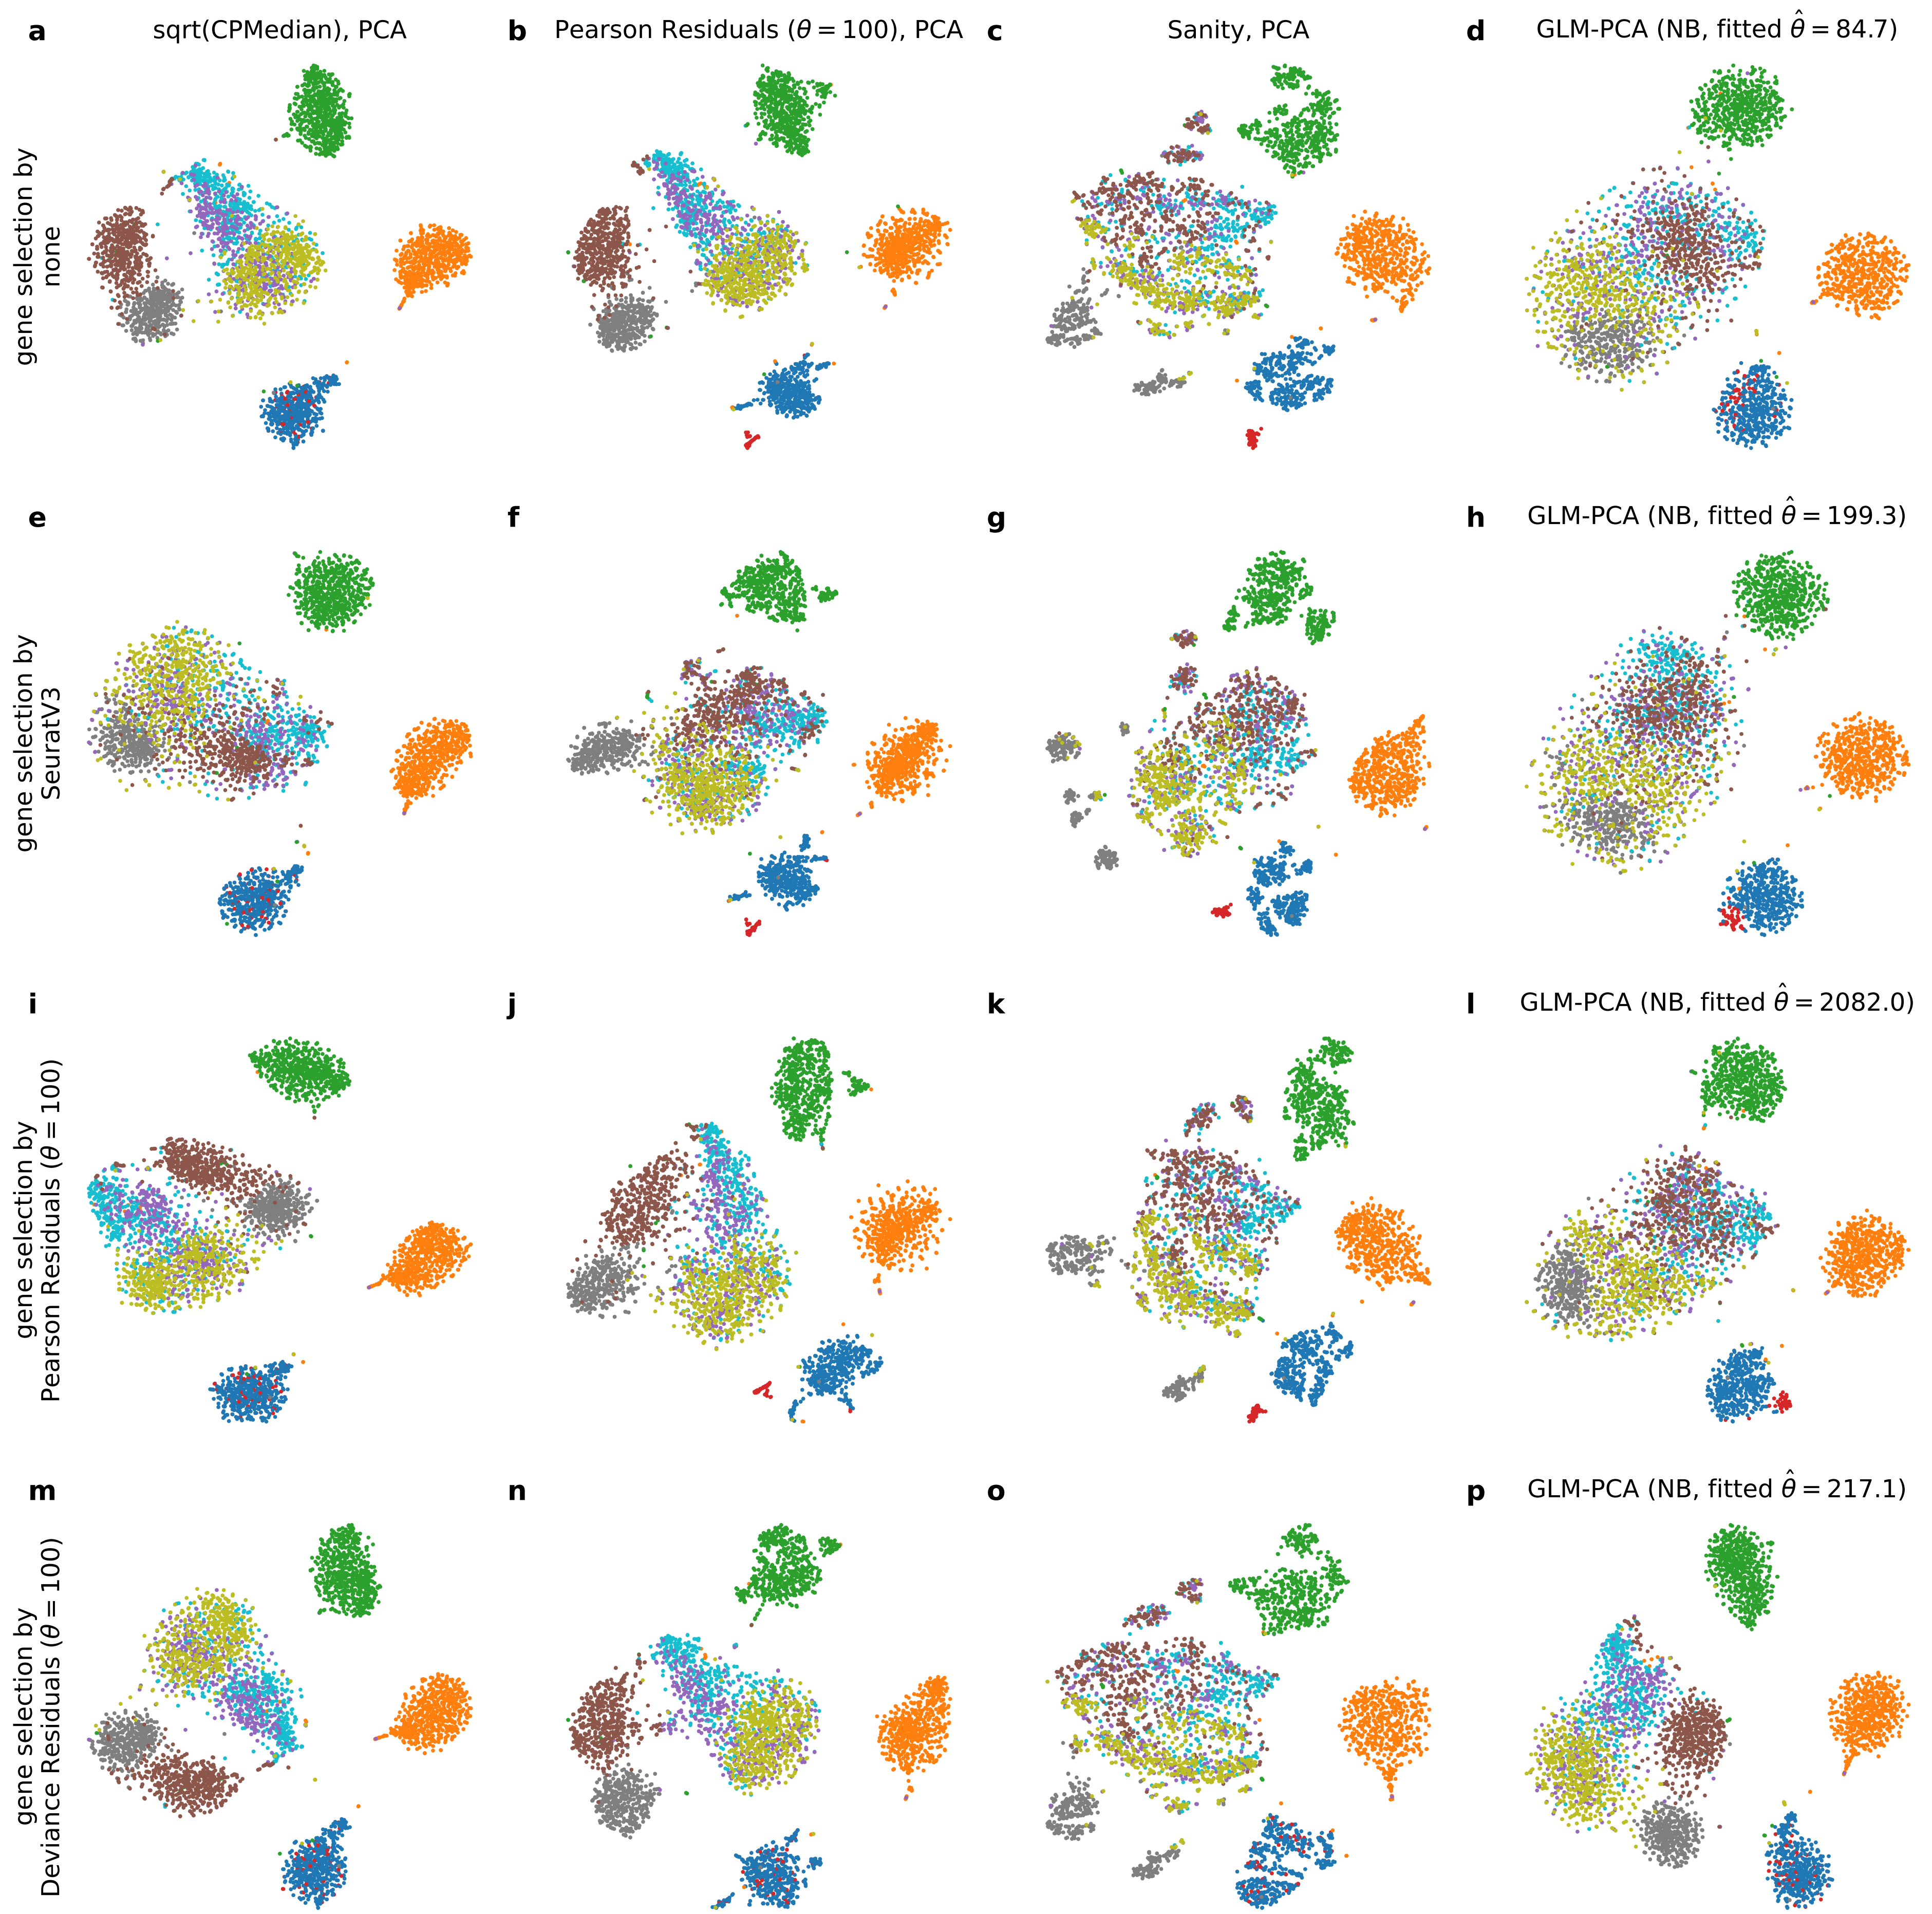 a sqrt(CPMedian), PCA
b Pearson Residuals (θ = 100), PCA
c Sanity, PCA
d GLM-PCA (NB, fitted θ̂ = 84.7)
gene selection by
none
e
f
g
h GLM-PCA (NB, fitted θ̂ = 199.3)
gene selection by
SeuratV3
i
j
k
l GLM-PCA (NB, fitted θ̂ = 2082.0)
gene selection by
Pearson Residuals (θ = 100)
m
n
o
p GLM-PCA (NB, fitted θ̂ = 217.1)
gene selection by
Deviance Residuals (θ = 100)